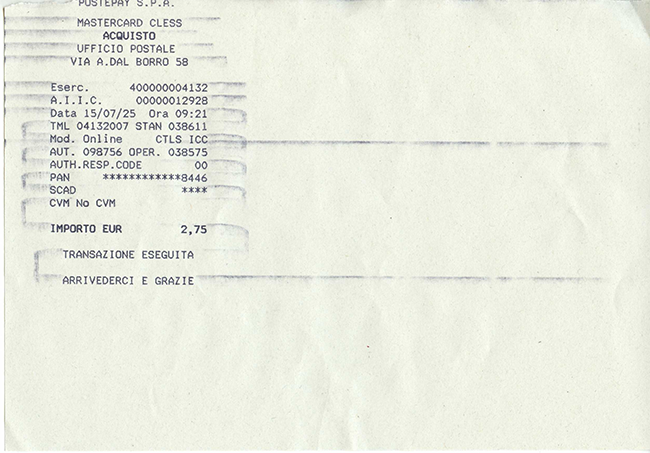 POSTEPAY S.P.A.
MASTERCARD CLESS
ACQUISTO
UFFICIO POSTALE
VIA A.DAL BORRO 58
Eserc. 400000004132
A.I.I.C. 00000012928
Data 15/07/25 Ora 09:21
TML 04132007 STAN 038611
Mod. Online CTLS ICC
AUT. 098756 OPER. 038575
AUTH.RESP.CODE 00
PAN ************8446
SCAD ****
CVM No CVM
IMPORTO EUR 2,75
TRANSAZIONE ESEGUITA
ARRIVEDERCI E GRAZIE